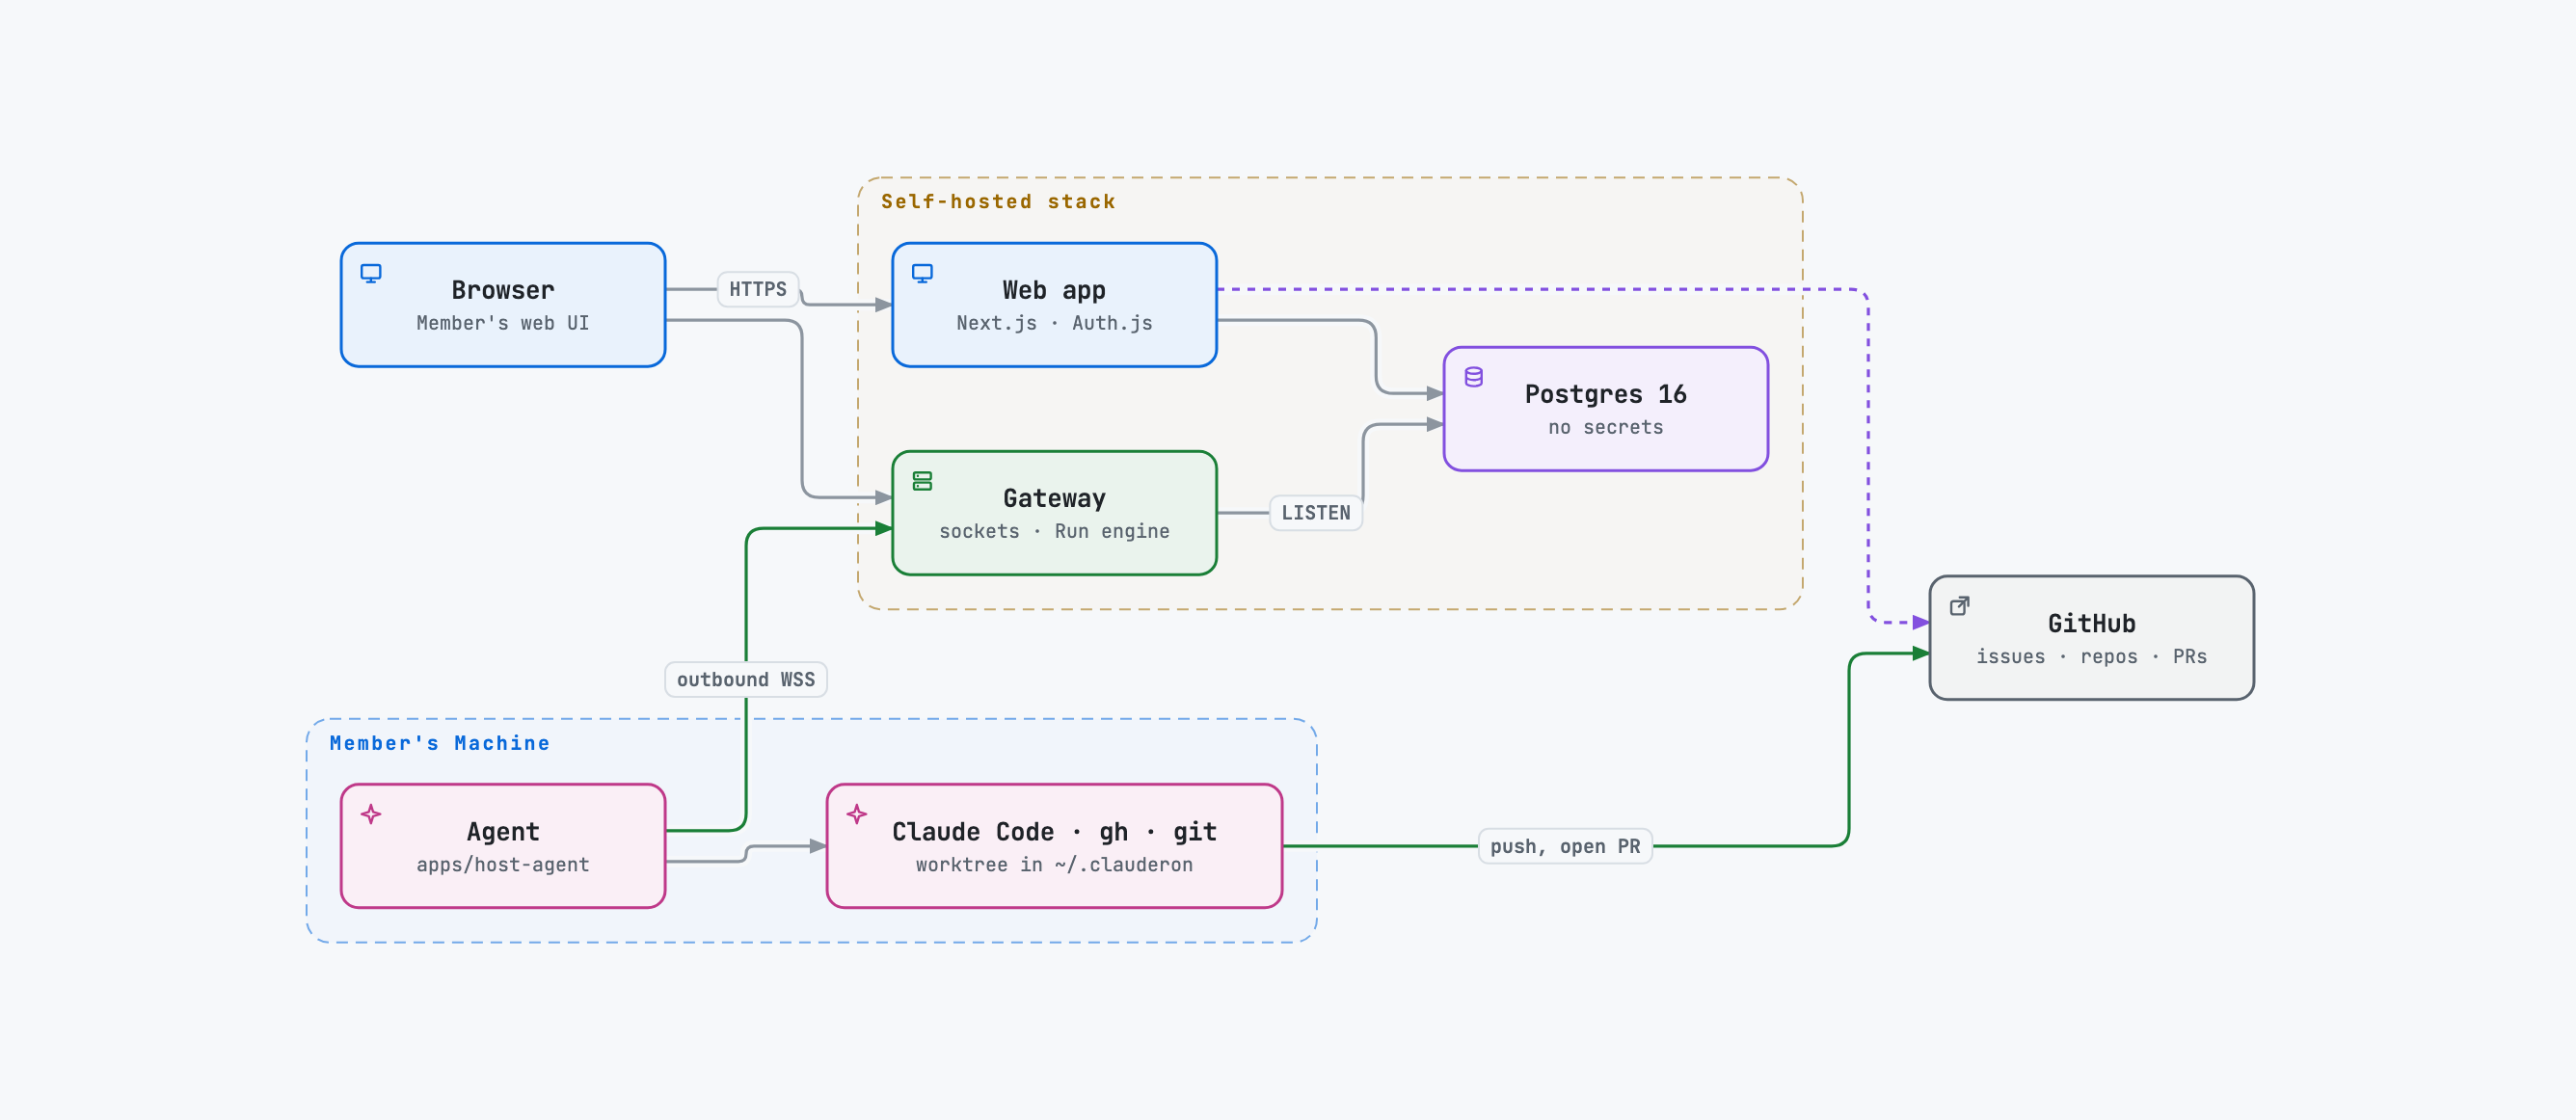 Self-hosted stack
Browser
Member's web UI
HTTPS
Web app
Next.js · Auth.js
Postgres 16
no secrets
Gateway
sockets · Run engine
LISTEN
GitHub
issues · repos · PRs
outbound WSS
Member's Machine
Agent
apps/host-agent
Claude Code · gh · git
worktree in ~/.clauderon
push, open PR